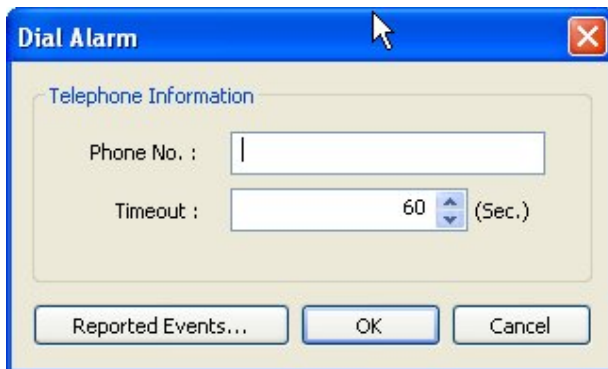 Dial Alarm
Telephone Information
Phone No. :
Timeout : 60 (Sec.)
Reported Events... OK Cancel